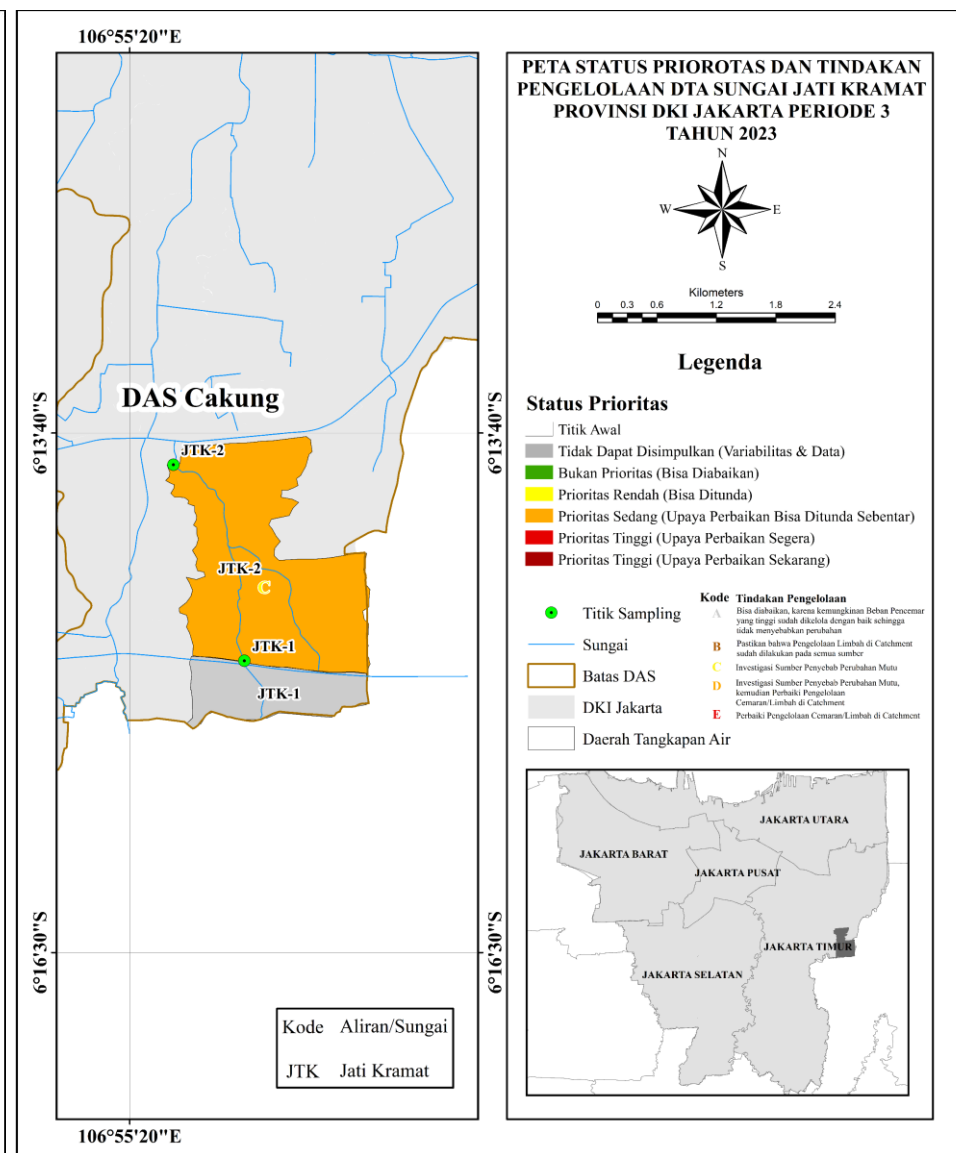 106°55'20"E
DAS Cakung
6°13'40"S
6°13'40"S
JTK-2
JTK-2
C
JTK-1
JTK-1
6°16'30"S
6°16'30"S
Kode Aliran/Sungai
JTK Jati Kramat
106°55'20"E
PETA STATUS PRIOROTAS DAN TINDAKAN
PENGELOLAAN DTA SUNGAI JATI KRAMAT
PROVINSI DKI JAKARTA PERIODE 3
TAHUN 2023
N
W E
S
Kilometers
0 0.3 0.6 1.2 1.8 2.4
Legenda
Status Prioritas
Titik Awal
Tidak Dapat Disimpulkan (Variabilitas & Data)
Bukan Prioritas (Bisa Diabaikan)
Prioritas Rendah (Bisa Ditunda)
Prioritas Sedang (Upaya Perbaikan Bisa Ditunda Sebentar)
Prioritas Tinggi (Upaya Perbaikan Segera)
Prioritas Tinggi (Upaya Perbaikan Sekarang)
Titik Sampling
Sungai
Batas DAS
DKI Jakarta
Daerah Tangkapan Air
Kode Tindakan Pengelolaan
A Bisa diabaikan, karena kemungkinan Beban Pencemar
yang tinggi sudah dikelola dengan baik sehingga
tidak menyebabkan perubahan
B Pastikan bahwa Pengelolaan Limbah di Catchment
sudah dilakukan pada semua sumber
C Investigasi Sumber Penyebab Perubahan Mutu
D Investigasi Sumber Penyebab Perubahan Mutu,
kemudian Perbaiki Pengelolaan
Cemaran/Limbah di Catchment
E Perbaiki Pengelolaan Cemaran/Limbah di Catchment
JAKARTA UTARA
JAKARTA BARAT
JAKARTA PUSAT
JAKARTA TIMUR
JAKARTA SELATAN